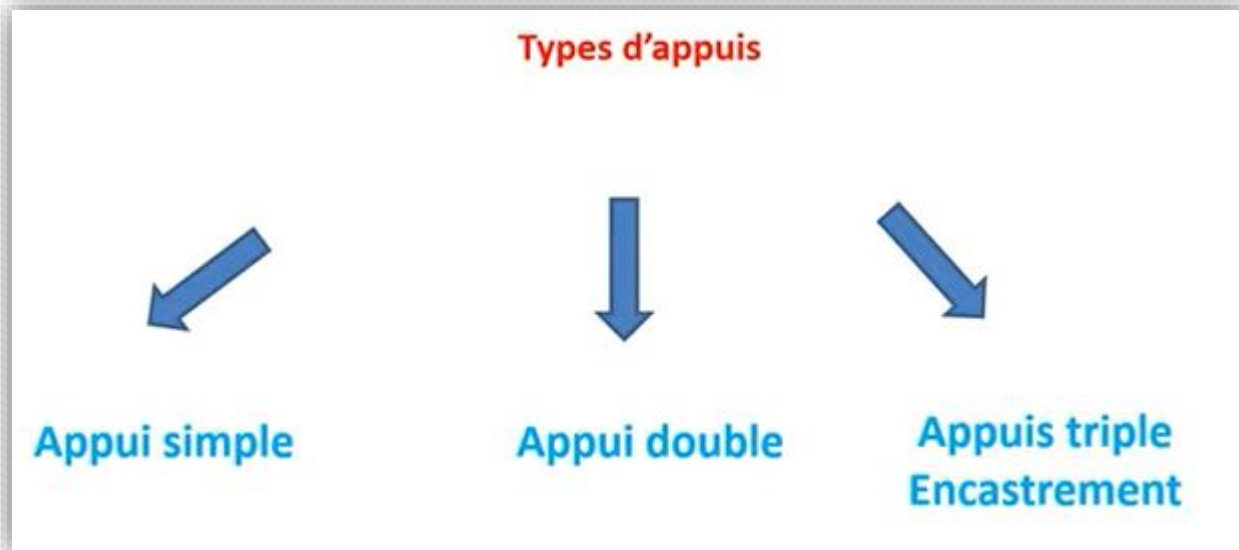 Types d’appuis
Appui simple
Appui double
Appuis triple
Encastrement